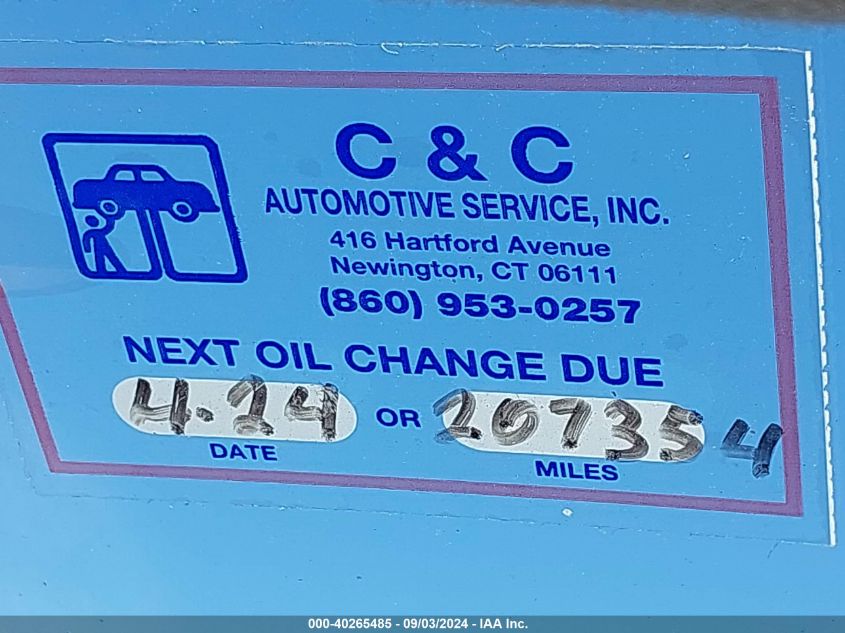 C & C
AUTOMOTIVE SERVICE, INC.
416 Hartford Avenue
Newington, CT 06111
(860) 953-0257
NEXT OIL CHANGE DUE
4.24 OR 207354
DATE MILES
000-40265485 - 09/03/2024 - IAA Inc.